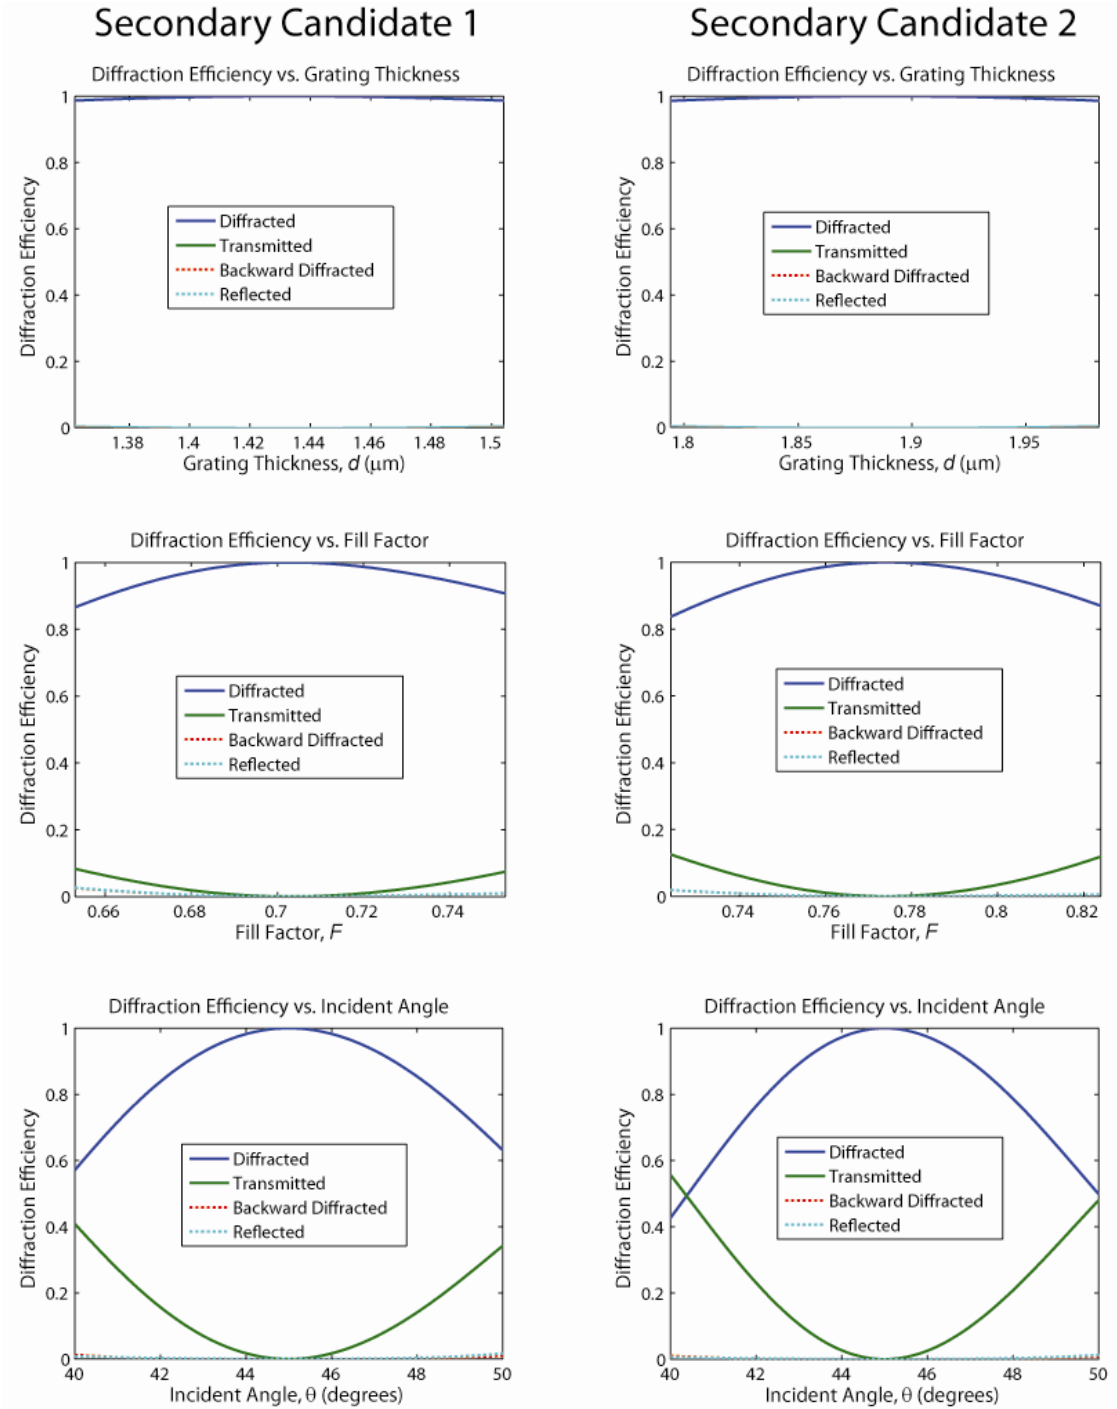 Secondary Candidate 1
Secondary Candidate 2
Diffraction Efficiency vs. Grating Thickness
1
0.8
0.6
0.4
0.2
0
Diffraction Efficiency
Diffracted
Transmitted
Backward Diffracted
Reflected
1.38 1.4 1.42 1.44 1.46 1.48 1.5
Grating Thickness, d (μm)
Diffraction Efficiency vs. Grating Thickness
1
0.8
0.6
0.4
0.2
0
Diffraction Efficiency
Diffracted
Transmitted
Backward Diffracted
Reflected
1.8 1.85 1.9 1.95
Grating Thickness, d (μm)
Diffraction Efficiency vs. Fill Factor
1
0.8
0.6
0.4
0.2
0
Diffraction Efficiency
Diffracted
Transmitted
Backward Diffracted
Reflected
0.66 0.68 0.7 0.72 0.74
Fill Factor, F
Diffraction Efficiency vs. Fill Factor
1
0.8
0.6
0.4
0.2
0
Diffraction Efficiency
Diffracted
Transmitted
Backward Diffracted
Reflected
0.74 0.76 0.78 0.8 0.82
Fill Factor, F
Diffraction Efficiency vs. Incident Angle
1
0.8
0.6
0.4
0.2
0
Diffraction Efficiency
Diffracted
Transmitted
Backward Diffracted
Reflected
40 42 44 46 48 50
Incident Angle, θ (degrees)
Diffraction Efficiency vs. Incident Angle
1
0.8
0.6
0.4
0.2
0
Diffraction Efficiency
Diffracted
Transmitted
Backward Diffracted
Reflected
40 42 44 46 48 50
Incident Angle, θ (degrees)